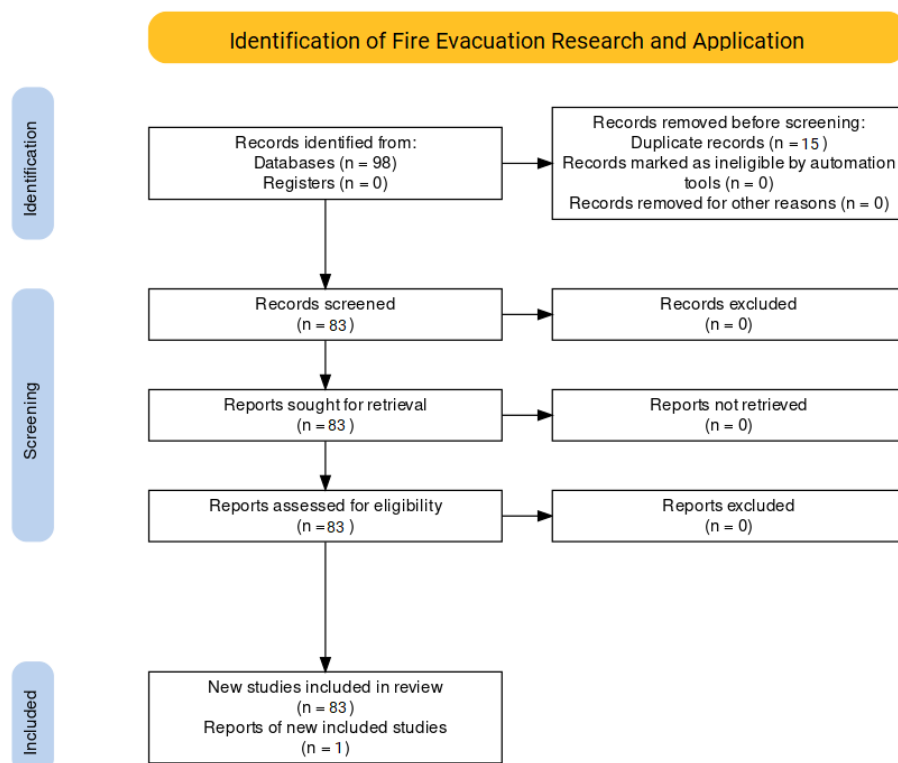 Identification of Fire Evacuation Research and Application
Identification
Records identified from:
Databases (n = 98)
Registers (n = 0)
Records removed before screening:
Duplicate records (n = 15)
Records marked as ineligible by automation
tools (n = 0)
Records removed for other reasons (n = 0)
Screening
Records screened
(n = 83)
Records excluded
(n = 0)
Reports sought for retrieval
(n = 83)
Reports not retrieved
(n = 0)
Reports assessed for eligibility
(n = 83)
Reports excluded
(n = 0)
Included
New studies included in review
(n = 83)
Reports of new included studies
(n = 1)